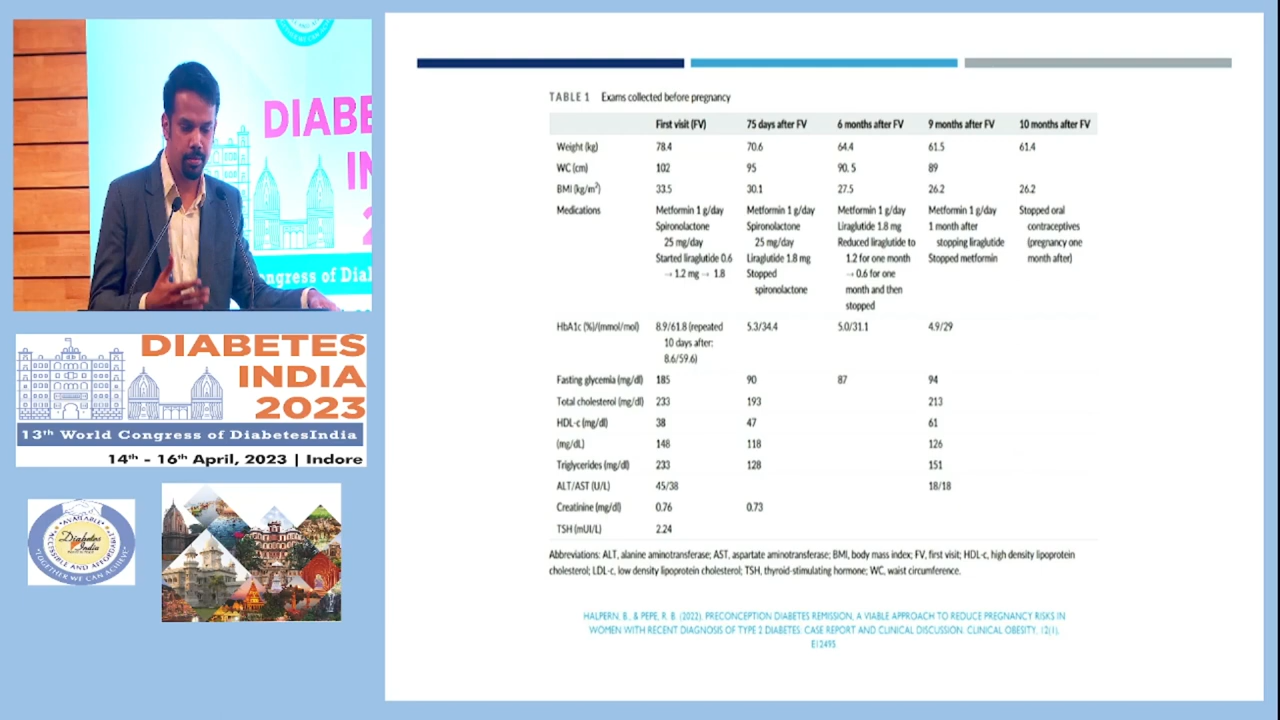 DIABE
IN
2
ongress of Dial
DIABETES
INDIA
2023
13th World Congress of DiabetesIndia
14th - 16th April, 2023 | Indore
AVAILABLE
ACCESSIBLE AND AFFORDABLE
Diabetes
India
TOGETHER WE CAN ACHIEVE
TABLE 1 Exams collected before pregnancy
First visit (FV) 75 days after FV 6 months after FV 9 months after FV 10 months after FV
Weight (kg) 78.4 70.6 64.4 61.5 61.4
WC (cm) 102 95 90. 5 89
BMI (kg/m²) 33.5 30.1 27.5 26.2 26.2
Medications Metformin 1 g/day Metformin 1 g/day Metformin 1 g/day Metformin 1 g/day Stopped oral
Spironolactone Spironolactone Liraglutide 1.8 mg 1 month after contraceptives
25 mg/day 25 mg/day Reduced liraglutide to stopping liraglutide (pregnancy one
Started liraglutide 0.6 Liraglutide 1.8 mg 1.2 for one month Stopped metformin month after)
→ 1.2 mg → 1.8 Stopped → 0.6 for one
spironolactone month and then
stopped
HbA1c (%)/(mmol/mol) 8.9/61.8 (repeated 5.3/34.4 5.0/31.1 4.9/29
10 days after:
8.6/59.6)
Fasting glycemia (mg/dl) 185 90 87 94
Total cholesterol (mg/dl) 233 193 213
HDL-c (mg/dl) 38 47 61
(mg/dL) 148 118 126
Triglycerides (mg/dl) 233 128 151
ALT/AST (U/L) 45/38 18/18
Creatinine (mg/dl) 0.76 0.73
TSH (mUI/L) 2.24
Abbreviations: ALT, alanine aminotransferase; AST, aspartate aminotransferase; BMI, body mass index; FV, first visit; HDL-c, high density lipoprotein
cholesterol; LDL-c, low density lipoprotein cholesterol; TSH, thyroid-stimulating hormone; WC, waist circumference.
HALPERN, B., & PEPE, R. B. (2022). PRECONCEPTION DIABETES REMISSION, A VIABLE APPROACH TO REDUCE PREGNANCY RISKS IN
WOMEN WITH RECENT DIAGNOSIS OF TYPE 2 DIABETES: CASE REPORT AND CLINICAL DISCUSSION. CLINICAL OBESITY, 12(1),
E12495.